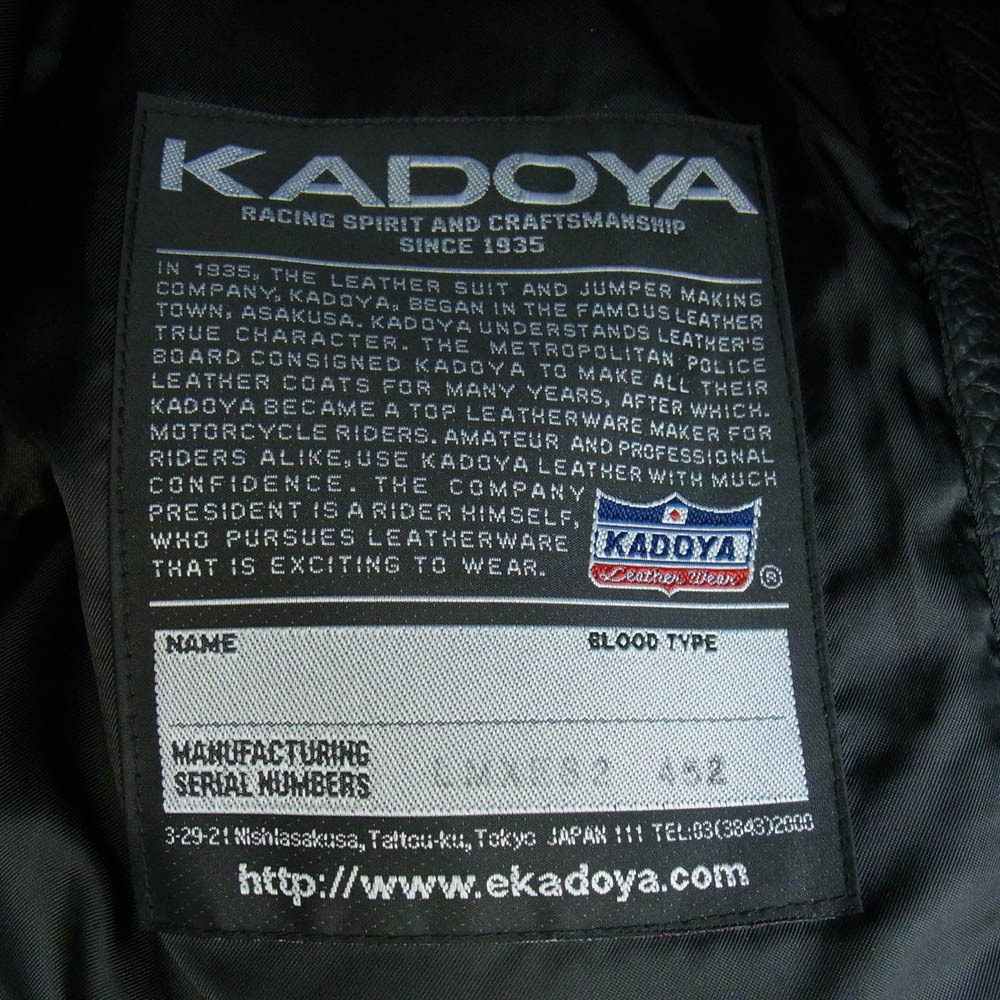 KADOYA
RACING SPIRIT AND CRAFTSMANSHIP
SINCE 1935
IN 1935, THE LEATHER SUIT AND JUMPER MAKING
COMPANY, KADOYA, BEGAN IN THE FAMOUS LEATHER
TOWN, ASAKUSA. KADOYA UNDERSTANDS LEATHER'S
TRUE CHARACTER. THE METROPOLITAN POLICE
BOARD CONSIGNED KADOYA TO MAKE ALL THEIR
LEATHER COATS FOR MANY YEARS, AFTER WHICH.
KADOYA BECAME A TOP LEATHERWARE MAKER FOR
MOTORCYCLE RIDERS. AMATEUR AND PROFESSIONAL
RIDERS ALIKE, USE KADOYA LEATHER WITH MUCH
CONFIDENCE. THE COMPANY
PRESIDENT IS A RIDER HIMSELF,
WHO PURSUES LEATHERWARE
THAT IS EXCITING TO WEAR.
KADOYA
Leather Wear ®
NAME BLOOD TYPE
MANUFACTURING
SERIAL NUMBERS 452
3-29-21 Nishiasakusa, Taitou-ku, Tokyo JAPAN 111 TEL:03(3843)2000
http://www.ekadoya.com